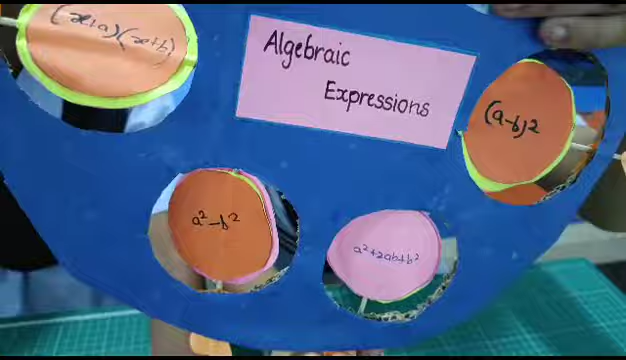 (x+a)(x+b)
Algebraic
Expressions
(a-b)2
a²-b²
a²+2ab+b²